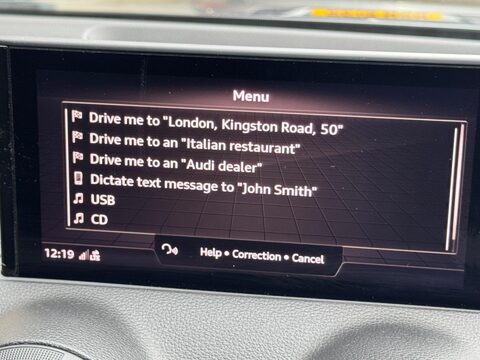 Menu
Drive me to "London, Kingston Road, 50"
Drive me to an "Italian restaurant"
Drive me to an "Audi dealer"
Dictate text message to "John Smith"
USB
CD
12:19 LTE Help • Correction • Cancel